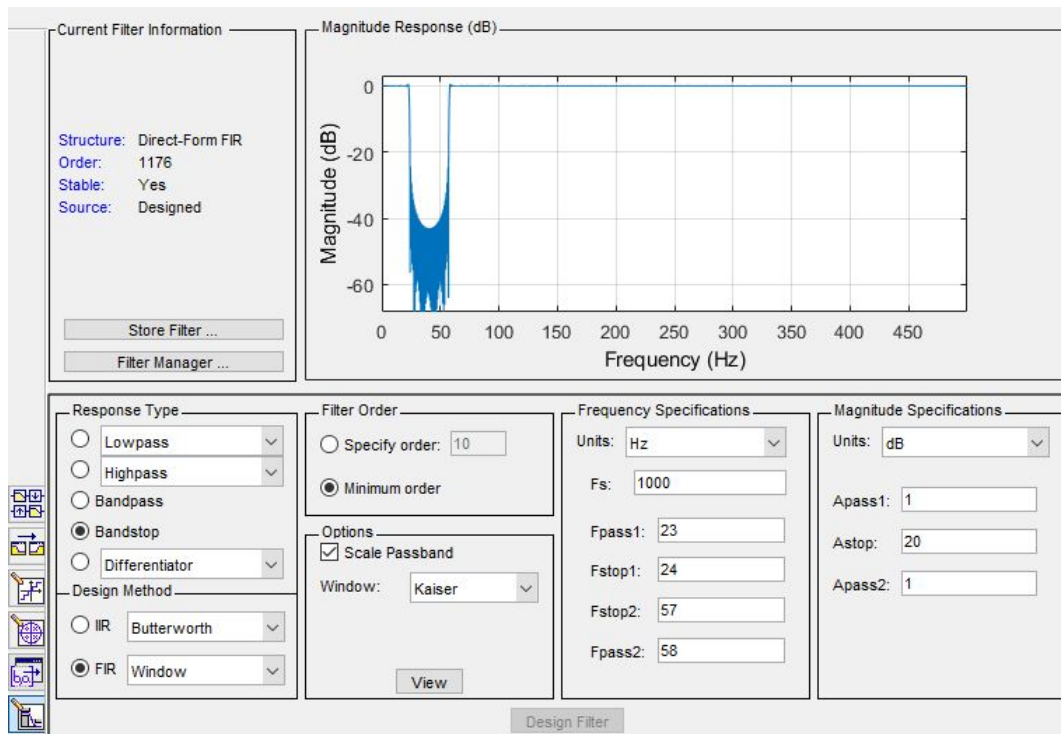 Current Filter Information
Structure: Direct-Form FIR
Order: 1176
Stable: Yes
Source: Designed
Store Filter ...
Filter Manager ...
Magnitude Response (dB)
Magnitude (dB)
0
-20
-40
-60
0 50 100 150 200 250 300 350 400 450
Frequency (Hz)
Response Type
Lowpass
Highpass
Bandpass
Bandstop
Differentiator
Design Method
IIR Butterworth
FIR Window
Filter Order
Specify order: 10
Minimum order
Options
Scale Passband
Window: Kaiser
View
Frequency Specifications
Units: Hz
Fs: 1000
Fpass1: 23
Fstop1: 24
Fstop2: 57
Fpass2: 58
Magnitude Specifications
Units: dB
Apass1: 1
Astop: 20
Apass2: 1
Design Filter